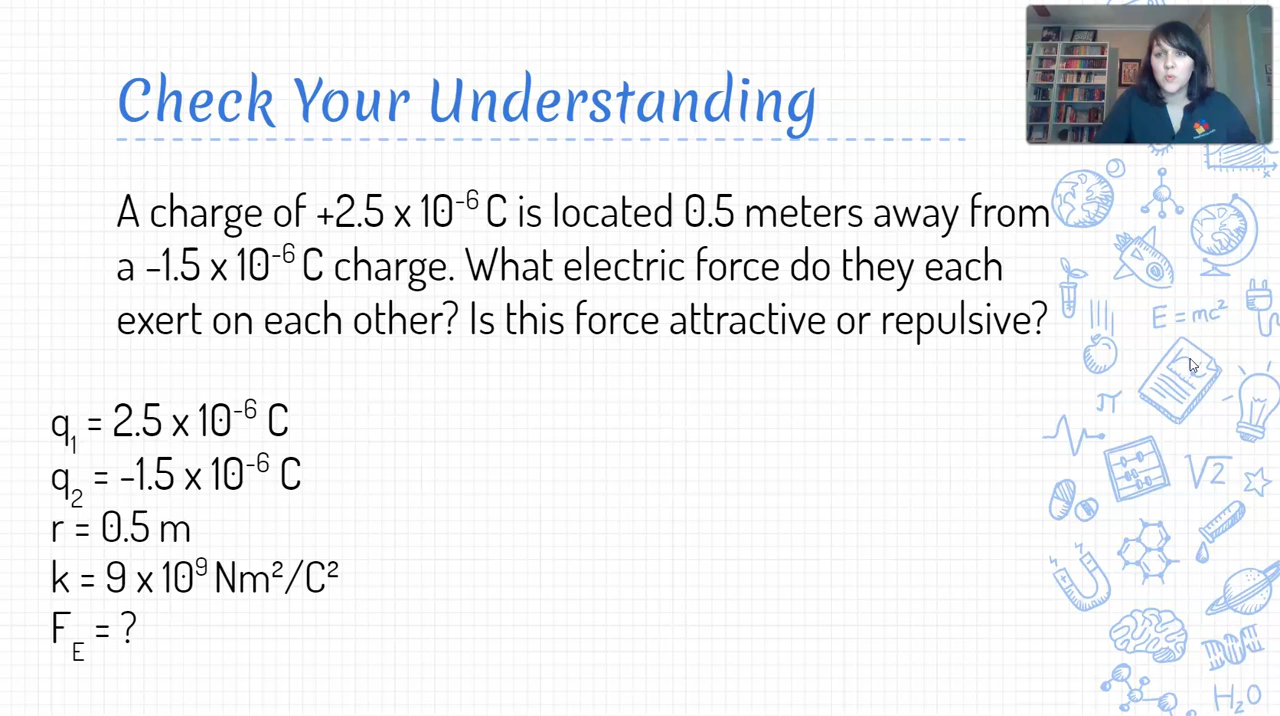 Check Your Understanding
A charge of +2.5 x 10⁻⁶ C is located 0.5 meters away from
a -1.5 x 10⁻⁶ C charge. What electric force do they each
exert on each other? Is this force attractive or repulsive?
q₁ = 2.5 x 10⁻⁶ C
q₂ = -1.5 x 10⁻⁶ C
r = 0.5 m
k = 9 x 10⁹ Nm²/C²
F_E = ?
E = mc²
π
√2
H₂O